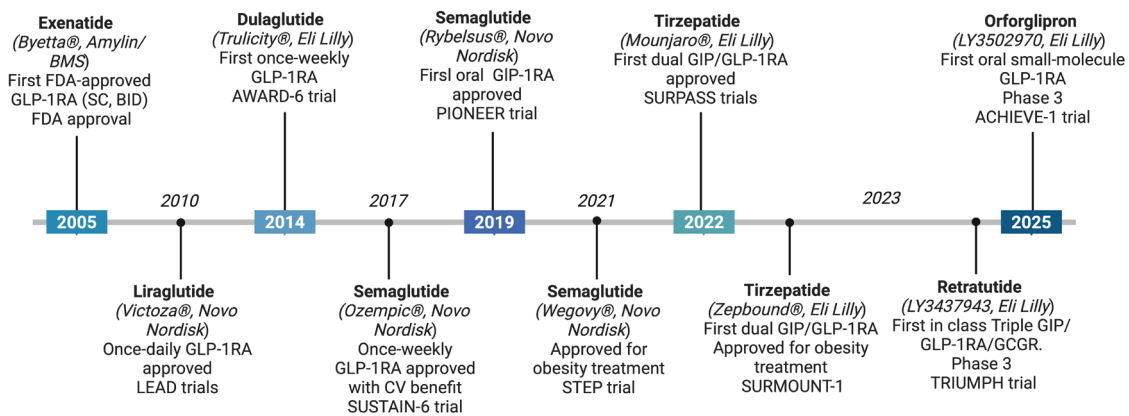 Exenatide
(Byetta®, Amylin/
BMS)
First FDA-approved
GLP-1RA (SC, BID)
FDA approval
Dulaglutide
(Trulicity®, Eli Lilly)
First once-weekly
GLP-1RA
AWARD-6 trial
Semaglutide
(Rybelsus®, Novo
Nordisk)
First oral GIP-1RA
approved
PIONEER trial
Tirzepatide
(Mounjaro®, Eli Lilly)
First dual GIP/GLP-1RA
approved
SURPASS trials
Orforglipron
(LY3502970, Eli Lilly)
First oral small-molecule
GLP-1RA
Phase 3
ACHIEVE-1 trial
2005
2010
2014
2017
2019
2021
2022
2023
2025
Liraglutide
(Victoza®, Novo
Nordisk)
Once-daily GLP-1RA
approved
LEAD trials
Semaglutide
(Ozempic®, Novo
Nordisk)
Once-weekly
GLP-1RA approved
with CV benefit
SUSTAIN-6 trial
Semaglutide
(Wegovy®, Novo
Nordisk)
Approved for
obesity treatment
STEP trial
Tirzepatide
(Zepbound®, Eli Lilly)
First dual GIP/GLP-1RA
Approved for obesity
treatment
SURMOUNT-1
Retratutide
(LY3437943, Eli Lilly)
First in class Triple GIP/
GLP-1RA/GCGR.
Phase 3
TRIUMPH trial